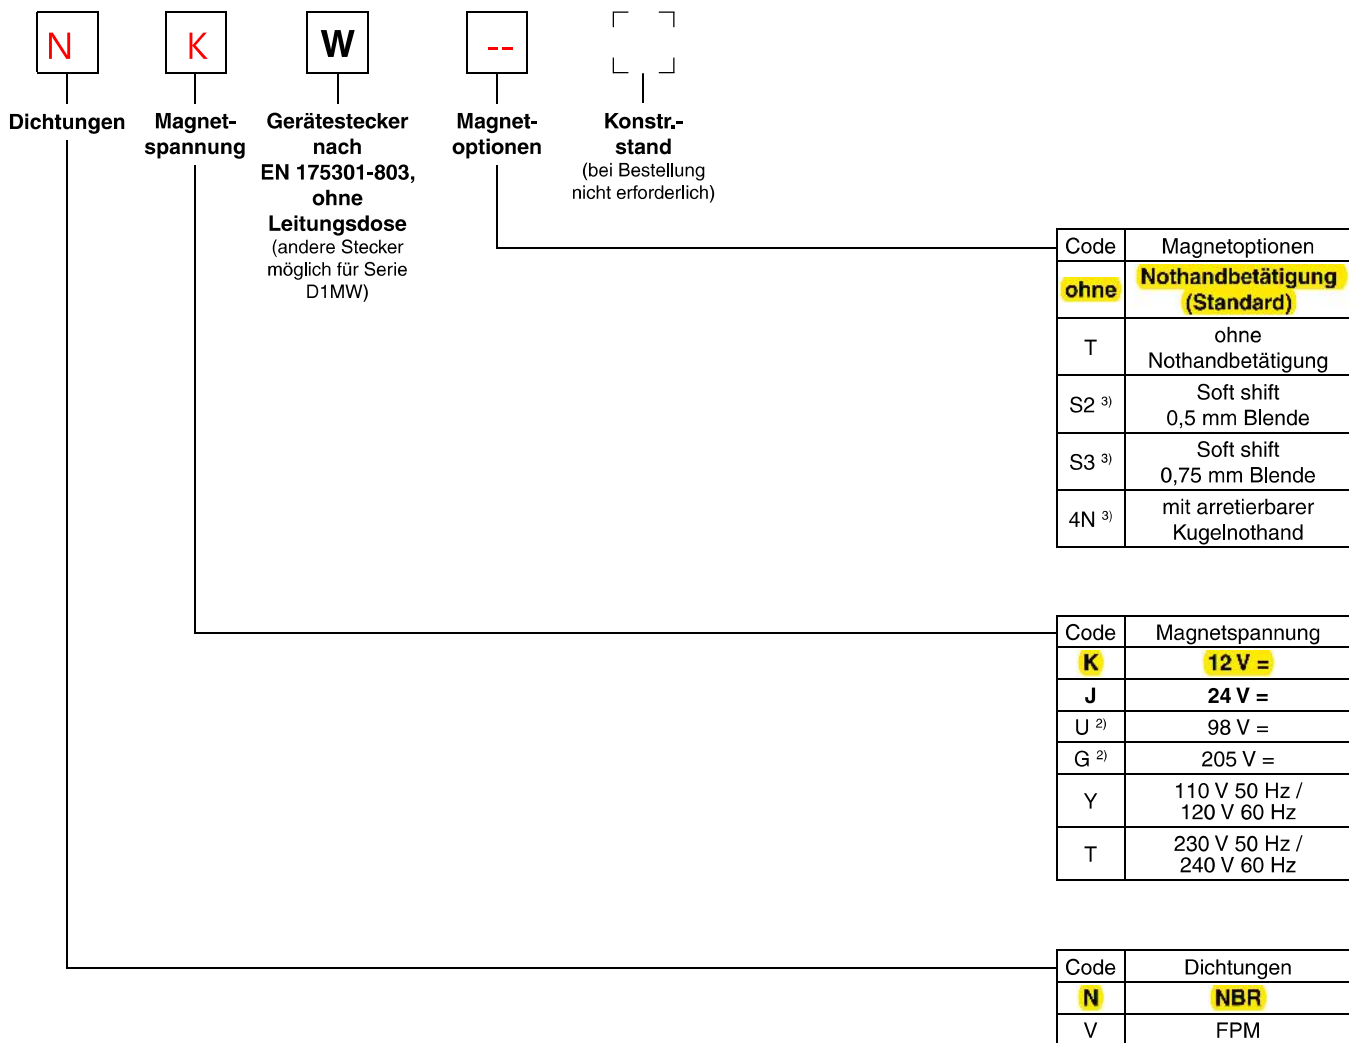 N K W --
Dichtungen
Magnet-
spannung
Gerätestecker
nach
EN 175301-803,
ohne
Leitungsdose
(andere Stecker
möglich für Serie
D1MW)
Magnet-
optionen
Konstr.-
stand
(bei Bestellung
nicht erforderlich)
Code Magnetoptionen
ohne Nothandbetätigung
(Standard)
T ohne
Nothandbetätigung
S2 3) Soft shift
0,5 mm Blende
S3 3) Soft shift
0,75 mm Blende
4N 3) mit arretierbarer
Kugelnothand
Code Magnetspannung
K 12 V =
J 24 V =
U 2) 98 V =
G 2) 205 V =
Y 110 V 50 Hz /
120 V 60 Hz
T 230 V 50 Hz /
240 V 60 Hz
Code Dichtungen
N NBR
V FPM